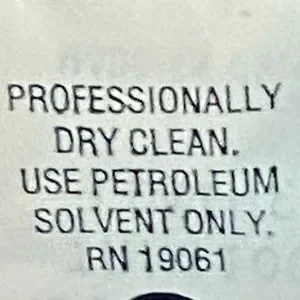 PROFESSIONALLY
DRY CLEAN.
USE PETROLEUM
SOLVENT ONLY.
RN 19061